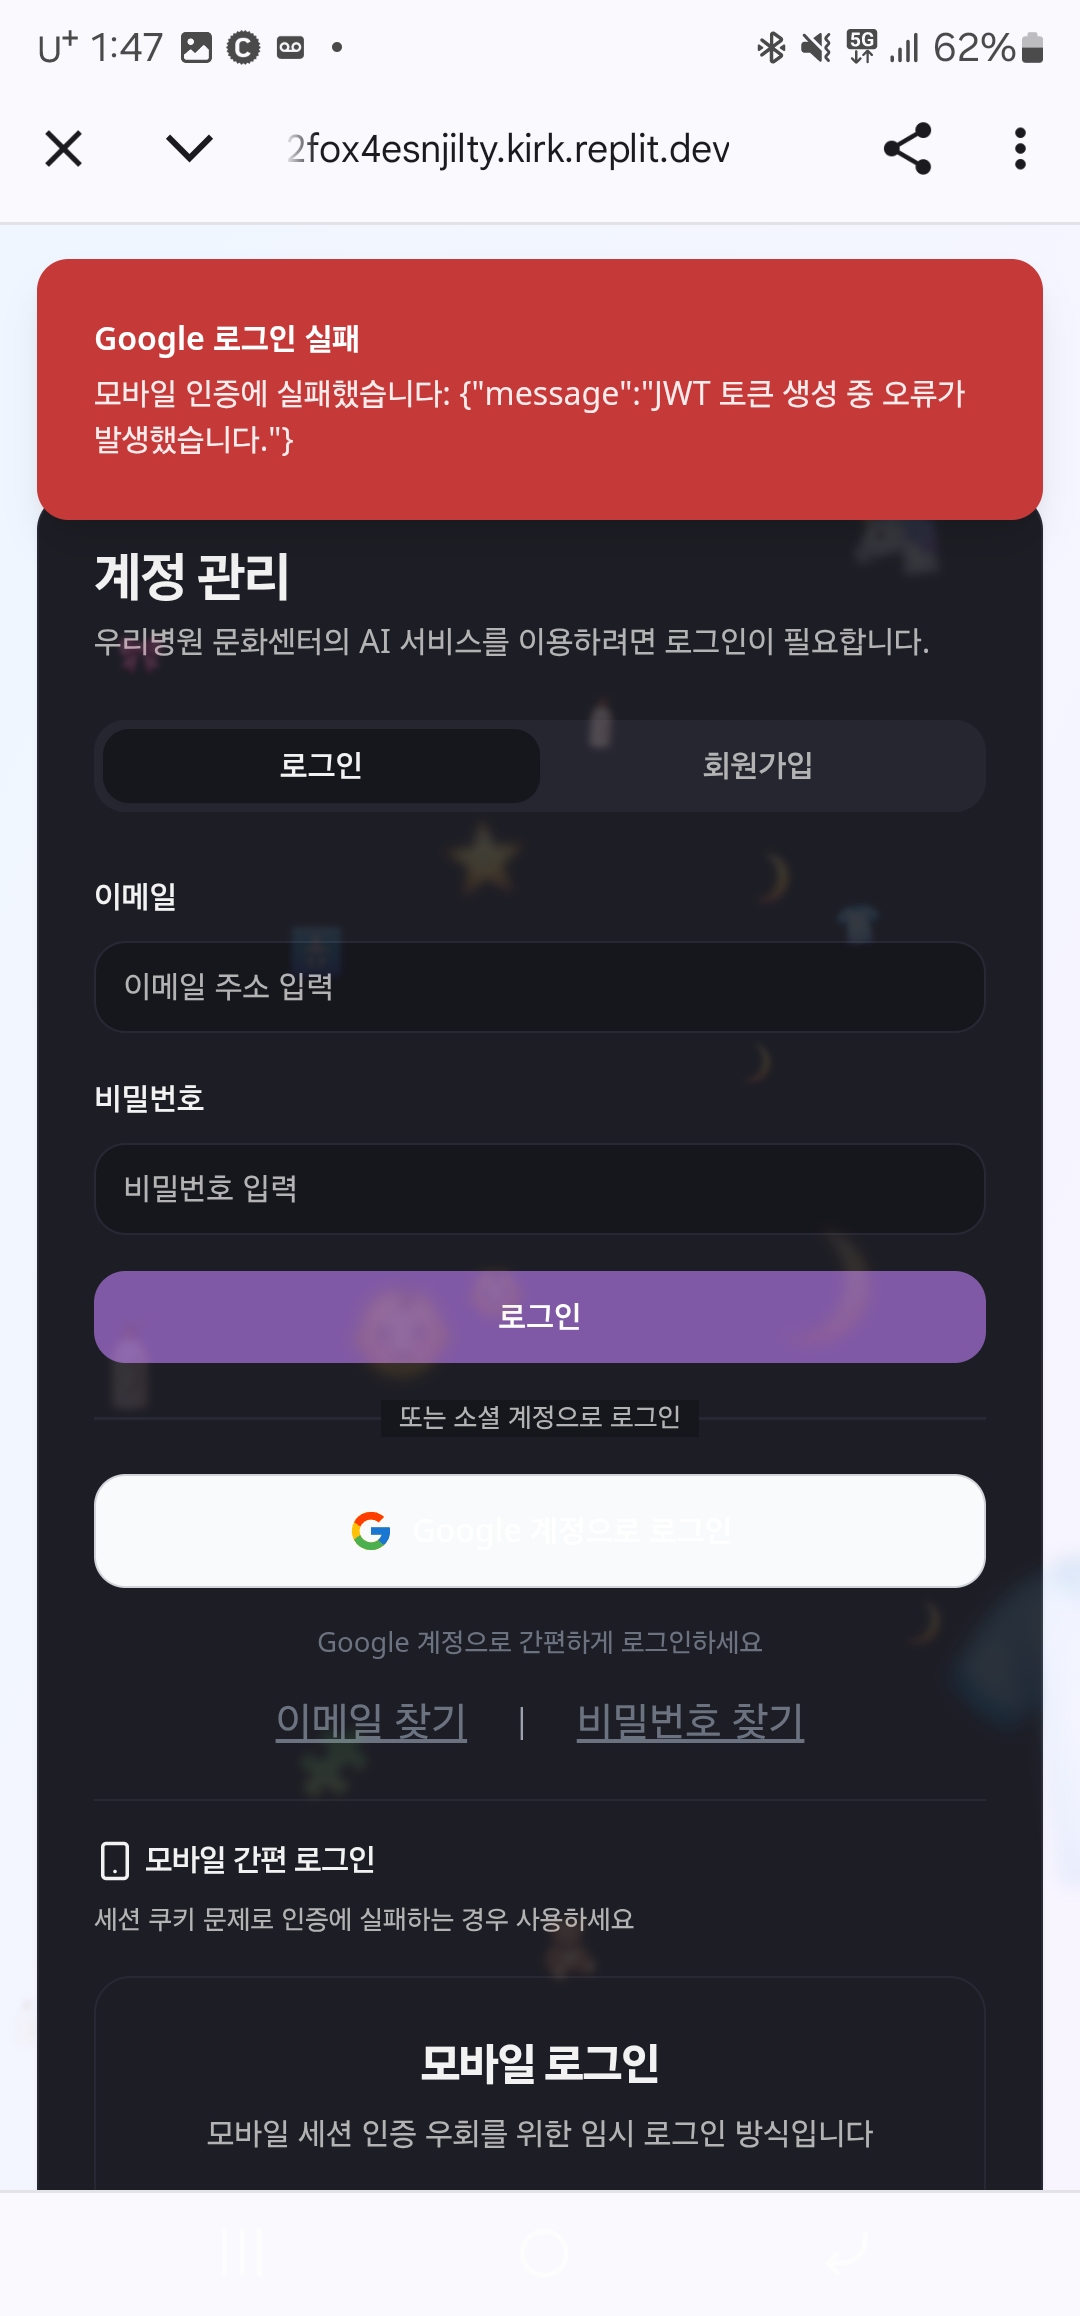 U+ 1:47 5G 62%
2fox4esnjilty.kirk.replit.dev
Google 로그인 실패
모바일 인증에 실패했습니다: {"message":"JWT 토큰 생성 중 오류가
발생했습니다."}
계정 관리
우리병원 문화센터의 AI 서비스를 이용하려면 로그인이 필요합니다.
로그인 회원가입
이메일
이메일 주소 입력
비밀번호
비밀번호 입력
로그인
또는 소셜 계정으로 로그인
Google 계정으로 로그인
Google 계정으로 간편하게 로그인하세요
이메일 찾기 | 비밀번호 찾기
모바일 간편 로그인
세션 쿠키 문제로 인증에 실패하는 경우 사용하세요
모바일 로그인
모바일 세션 인증 우회를 위한 임시 로그인 방식입니다